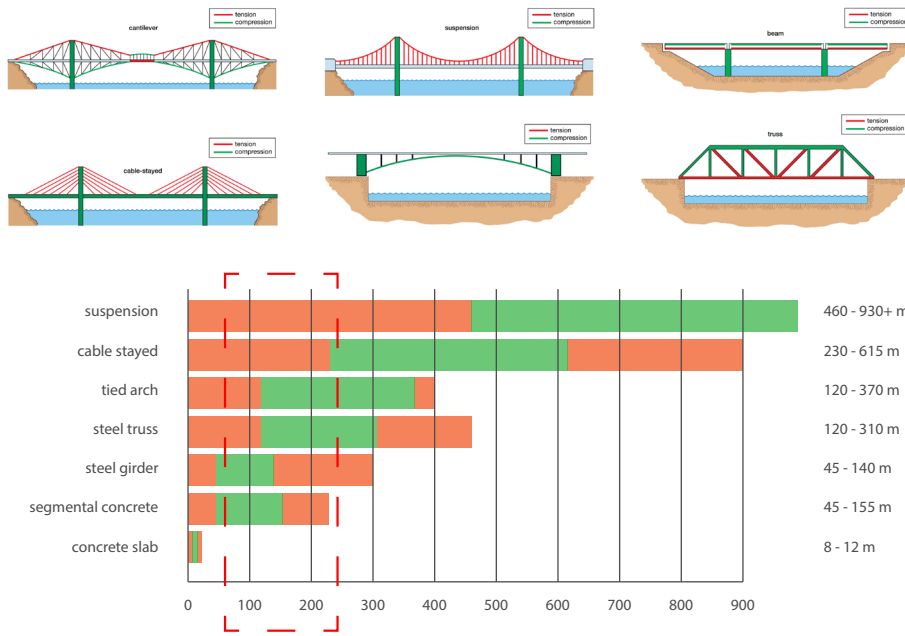 cantilever
tension
compression
suspension
tension
compression
beam
tension
compression
cable-stayed
tension
compression
tension
compression
truss
tension
compression
suspension 460 - 930+ m
cable stayed 230 - 615 m
tied arch 120 - 370 m
steel truss 120 - 310 m
steel girder 45 - 140 m
segmental concrete 45 - 155 m
concrete slab 8 - 12 m
0 100 200 300 400 500 600 700 800 900